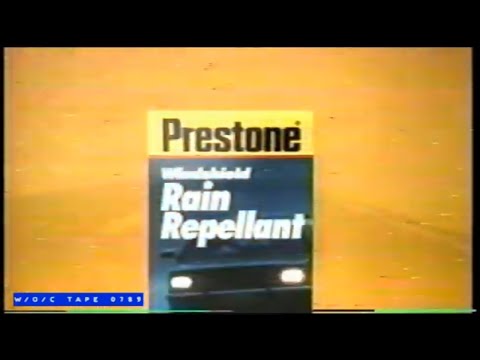 Prestone®
Windshield
Rain
Repellant
W/O/C TAPE 0789